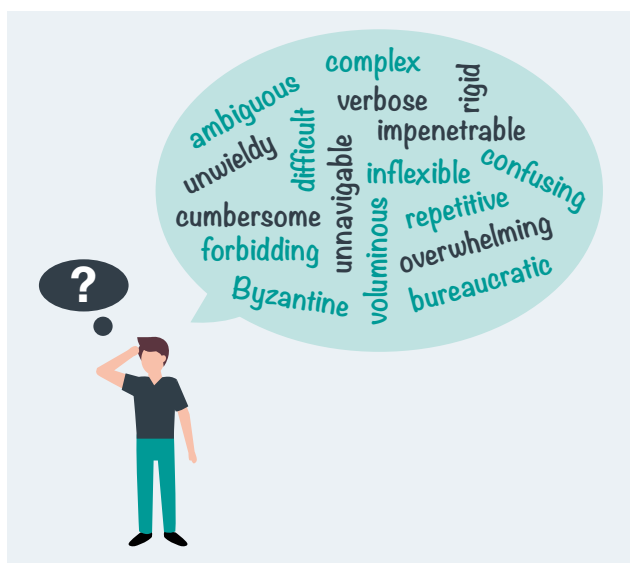 complex
rigid
ambiguous
verbose
difficult
impenetrable
unwieldy
unnavigable
inflexible
confusing
cumbersome
voluminous
repetitive
forbidding
overwhelming
Byzantine
bureaucratic
?